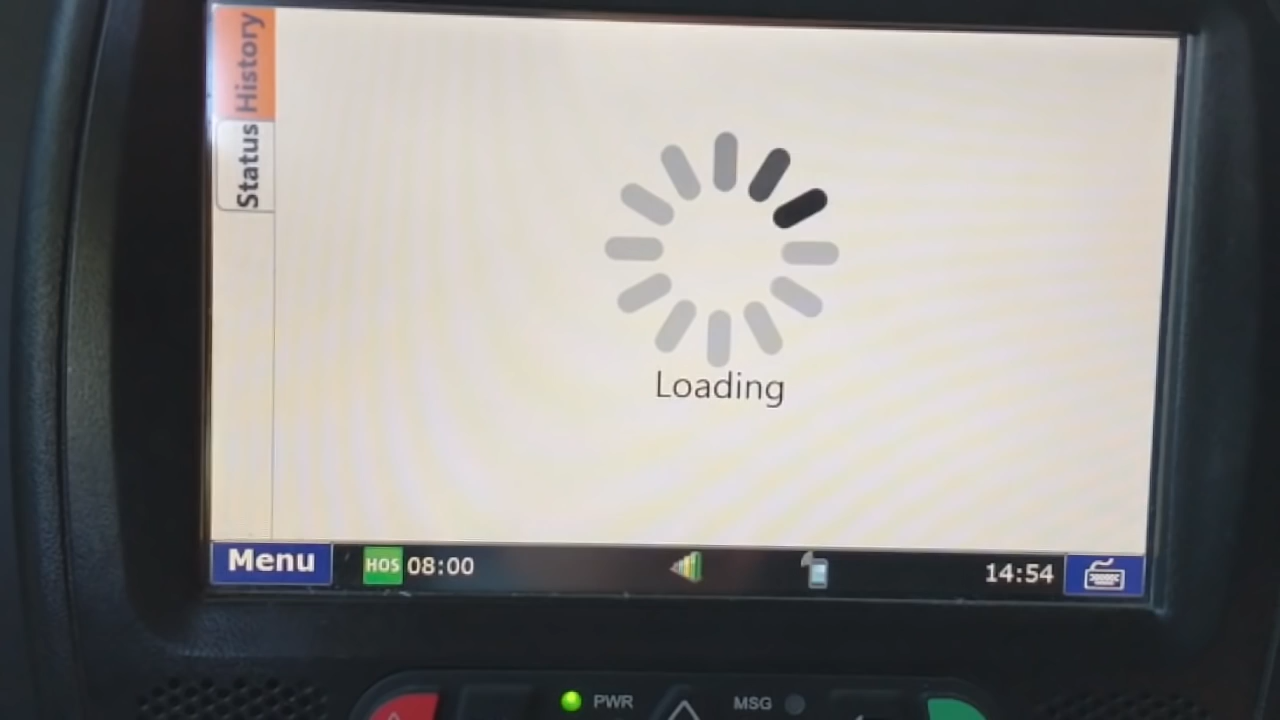 History
Status
Loading
Menu
HOS 08:00
14:54
PWR
MSG